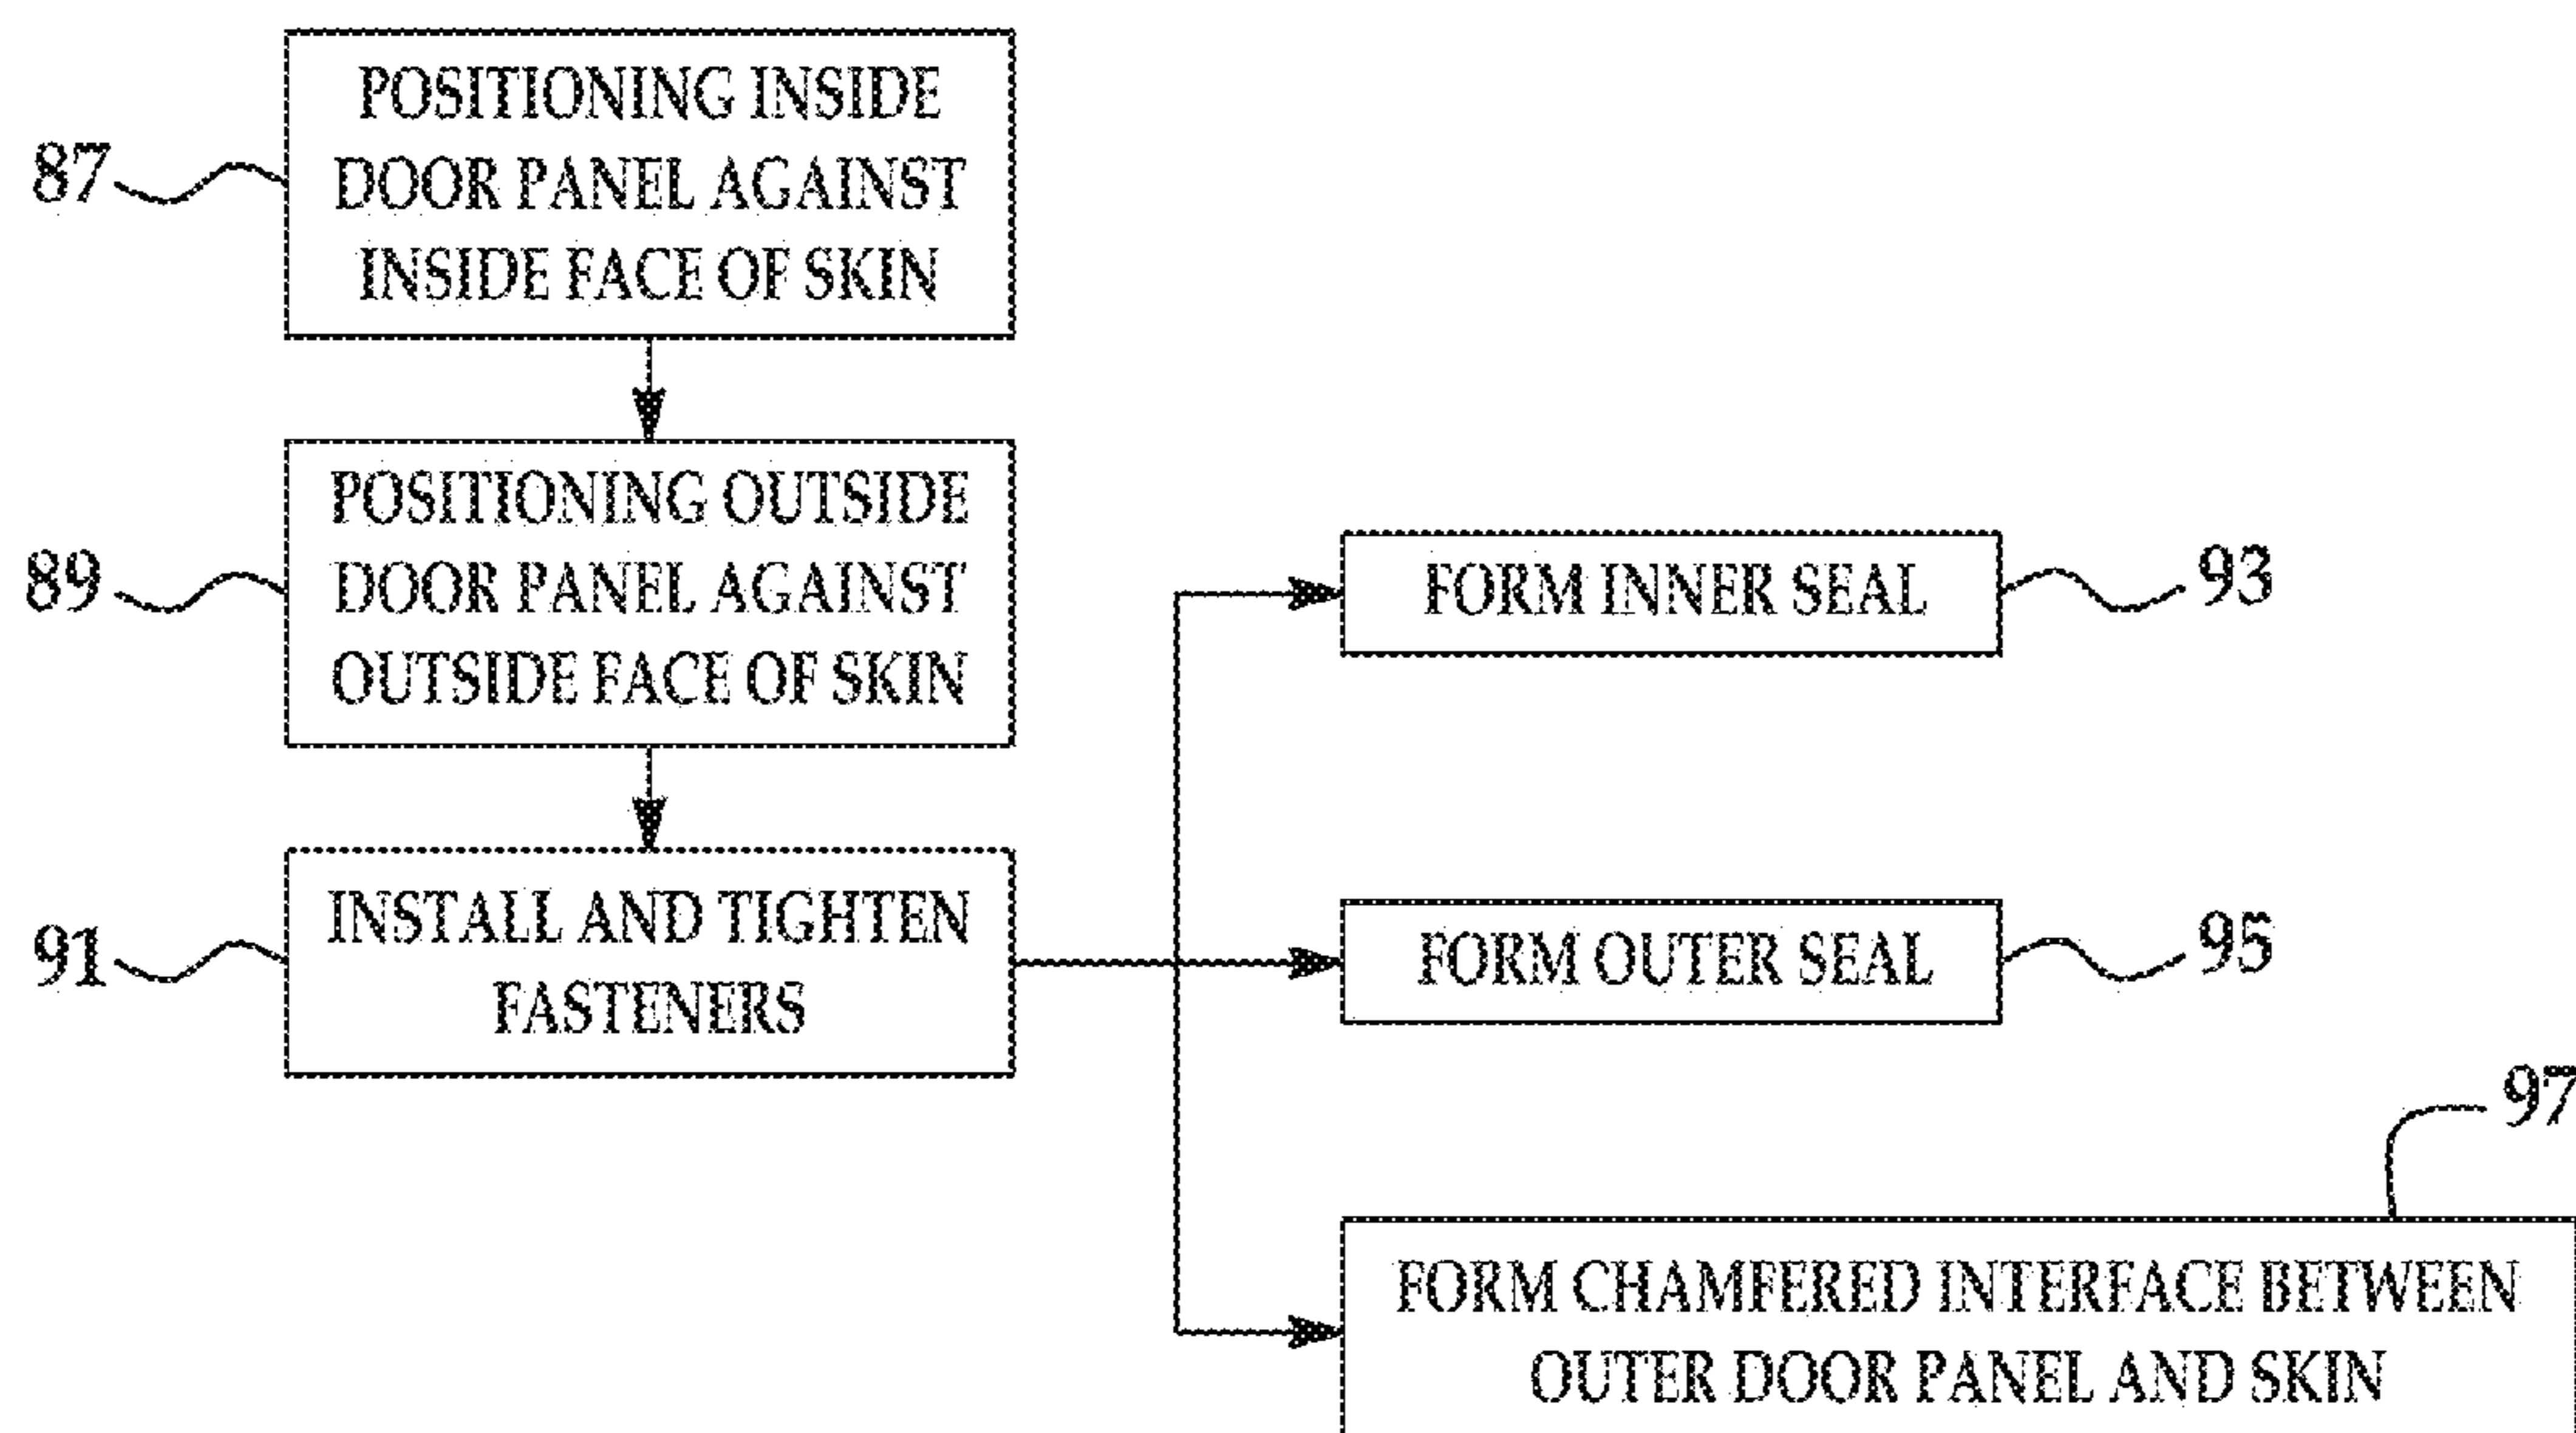 87
POSITIONING INSIDE
DOOR PANEL AGAINST
INSIDE FACE OF SKIN
89
POSITIONING OUTSIDE
DOOR PANEL AGAINST
OUTSIDE FACE OF SKIN
91
INSTALL AND TIGHTEN
FASTENERS
FORM INNER SEAL
93
FORM OUTER SEAL
95
97
FORM CHAMFERED INTERFACE BETWEEN
OUTER DOOR PANEL AND SKIN